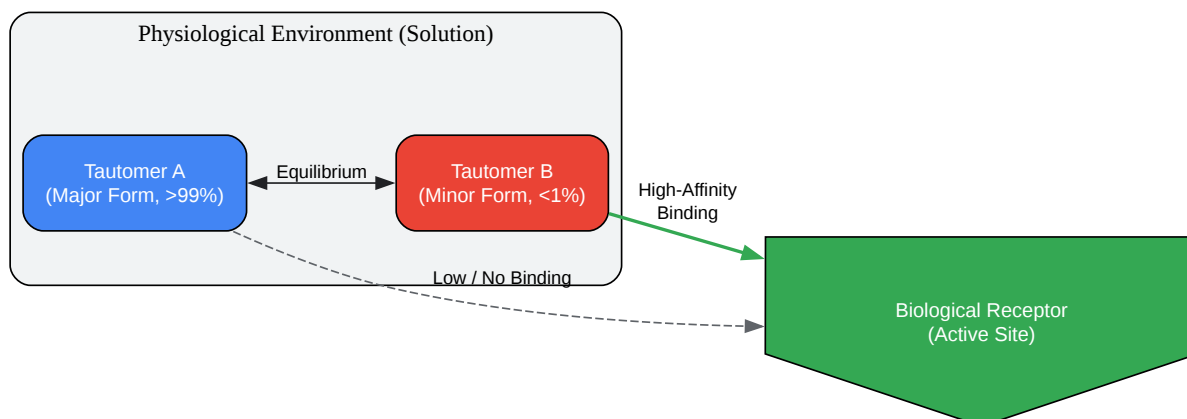 Physiological Environment (Solution)
Tautomer A
(Major Form, >99%)
Equilibrium
Tautomer B
(Minor Form, <1%)
High-Affinity
Binding
Low / No Binding
Biological Receptor
(Active Site)